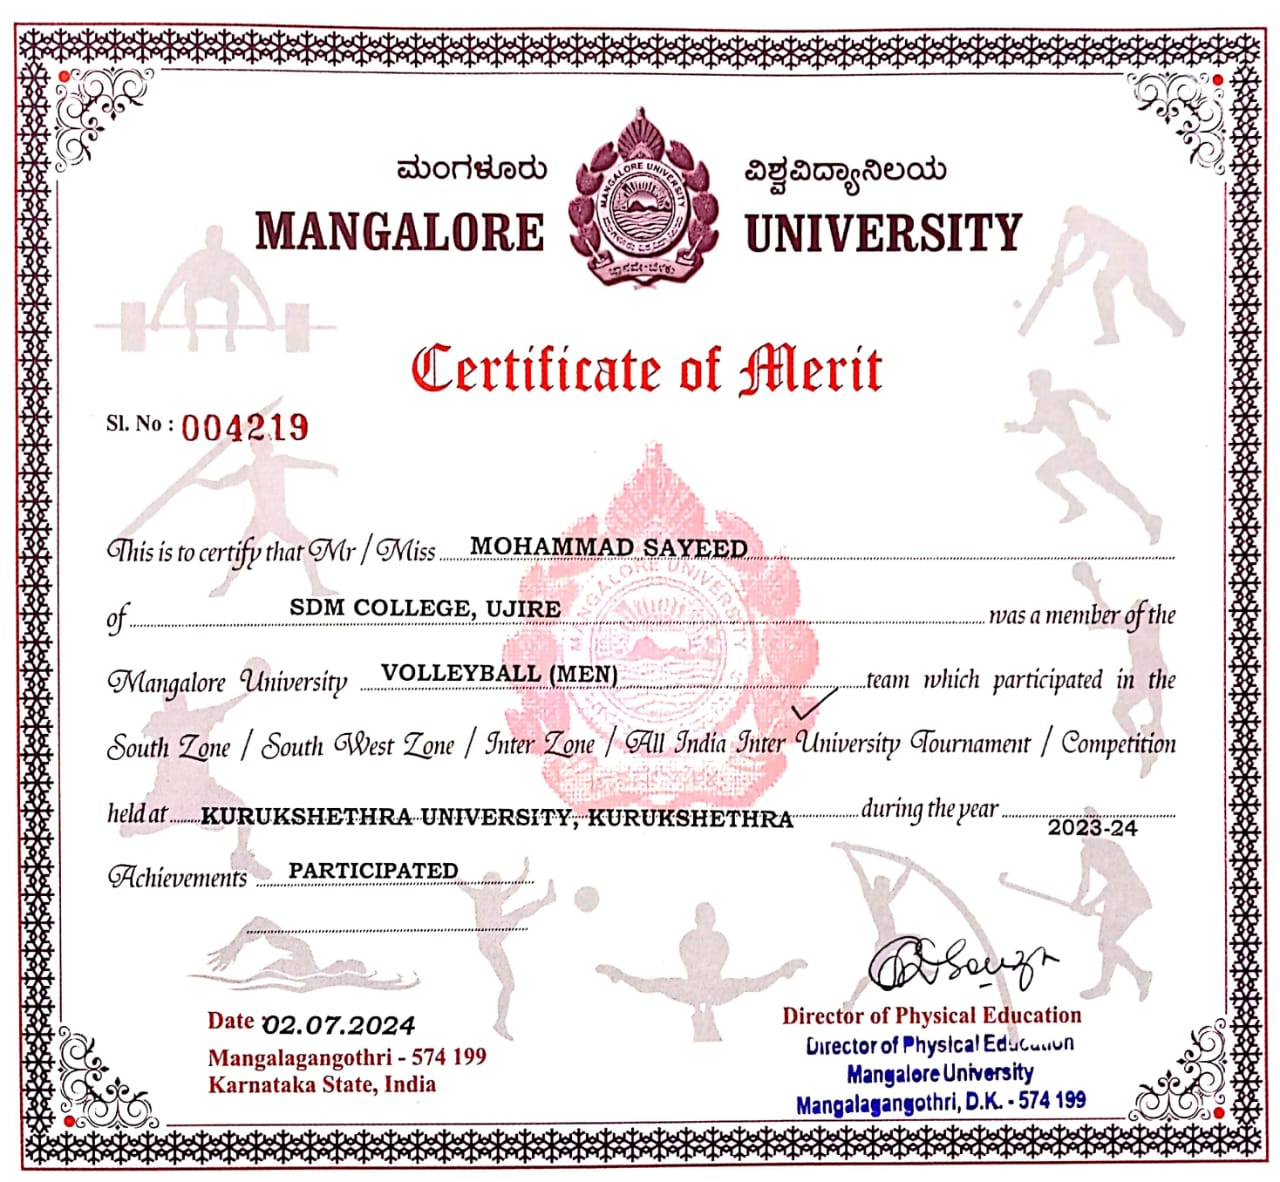 ಮಂಗಳೂರು ವಿಶ್ವವಿದ್ಯಾನಿಲಯ
MANGALORE UNIVERSITY
MANGALORE UNIVERSITY
ಜ್ಞಾನವೇ ಬೆಳಕು
Certificate of Merit
Sl. No : 004219
This is to certify that Mr / Miss MOHAMMAD SAYEED
of SDM COLLEGE, UJIRE was a member of the
Mangalore University VOLLEYBALL (MEN) team which participated in the
South Zone / South West Zone / Inter Zone / All India Inter University Tournament / Competition
held at KURUKSHETHRA UNIVERSITY, KURUKSHETHRA during the year 2023-24
Achievements PARTICIPATED
Date 02.07.2024
Mangalagangothri - 574 199
Karnataka State, India
Director of Physical Education
Director of Physical Education
Mangalore University
Mangalagangothri, D.K. - 574 199